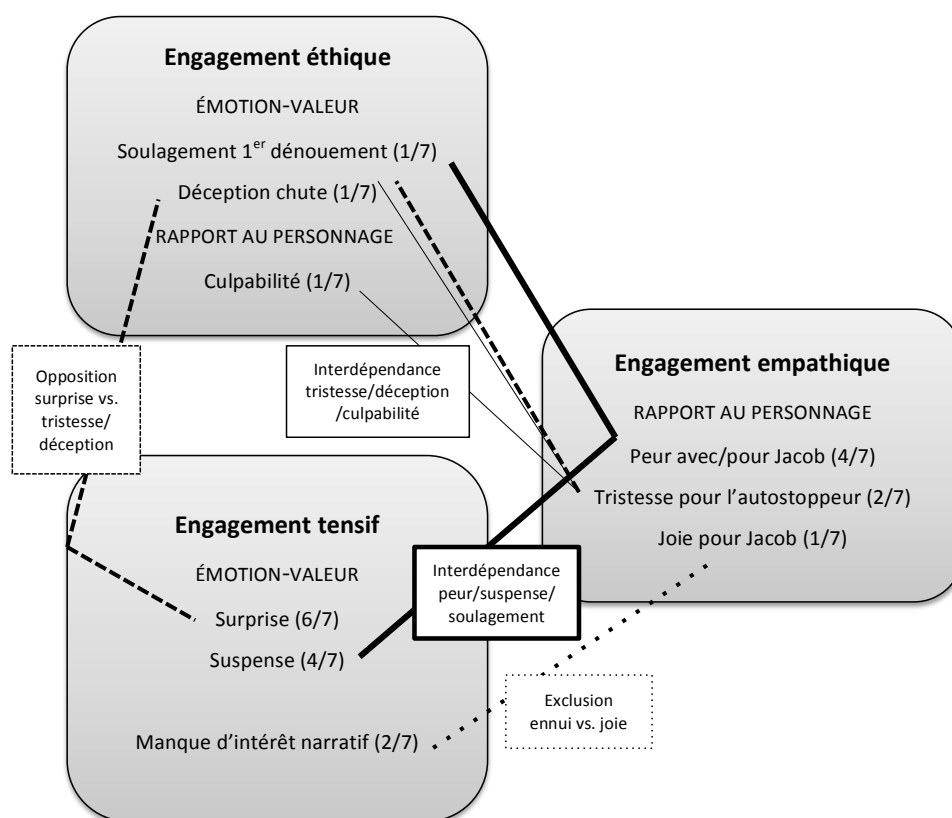 Engagement éthique
ÉMOTION-VALEUR
Soulagement 1er dénouement (1/7)
Déception chute (1/7)
RAPPORT AU PERSONNAGE
Culpabilité (1/7)
Opposition
surprise vs.
tristesse/
déception
Interdépendance
tristesse/déception
/culpabilité
Engagement empathique
RAPPORT AU PERSONNAGE
Peur avec/pour Jacob (4/7)
Tristesse pour l'autostoppeur (2/7)
Joie pour Jacob (1/7)
Engagement tensif
ÉMOTION-VALEUR
Surprise (6/7)
Suspense (4/7)
Manque d'intérêt narratif (2/7)
Interdépendance
peur/suspense/
soulagement
Exclusion
ennui vs. joie